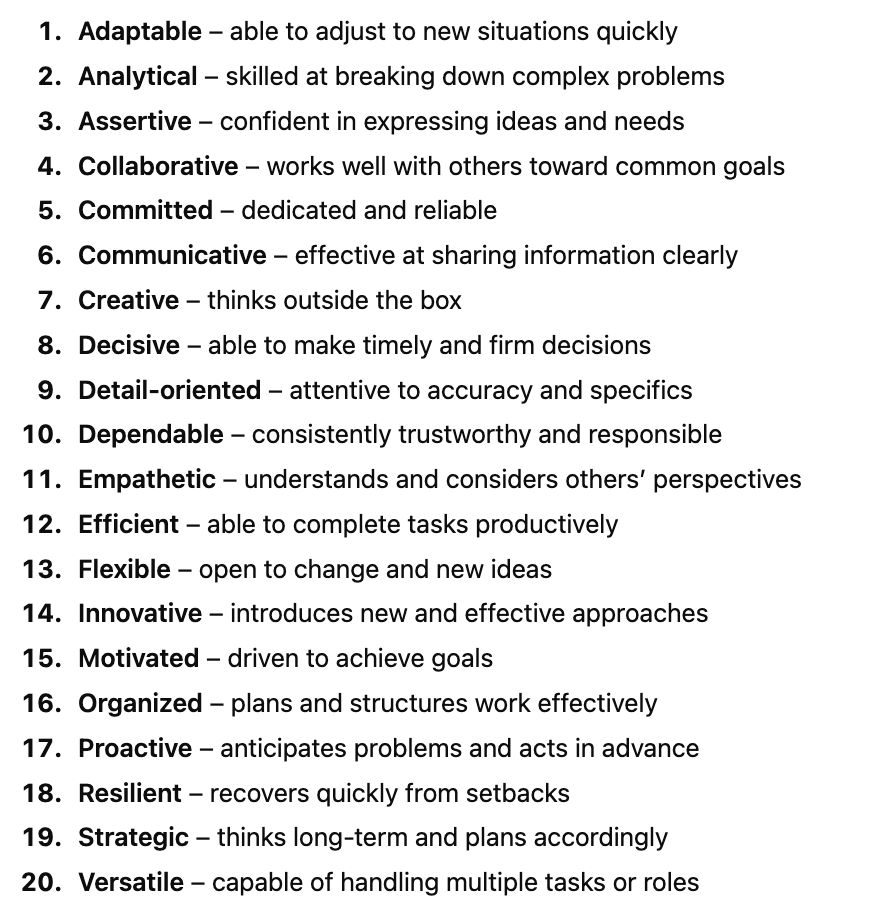 1. Adaptable – able to adjust to new situations quickly
2. Analytical – skilled at breaking down complex problems
3. Assertive – confident in expressing ideas and needs
4. Collaborative – works well with others toward common goals
5. Committed – dedicated and reliable
6. Communicative – effective at sharing information clearly
7. Creative – thinks outside the box
8. Decisive – able to make timely and firm decisions
9. Detail-oriented – attentive to accuracy and specifics
10. Dependable – consistently trustworthy and responsible
11. Empathetic – understands and considers others’ perspectives
12. Efficient – able to complete tasks productively
13. Flexible – open to change and new ideas
14. Innovative – introduces new and effective approaches
15. Motivated – driven to achieve goals
16. Organized – plans and structures work effectively
17. Proactive – anticipates problems and acts in advance
18. Resilient – recovers quickly from setbacks
19. Strategic – thinks long-term and plans accordingly
20. Versatile – capable of handling multiple tasks or roles